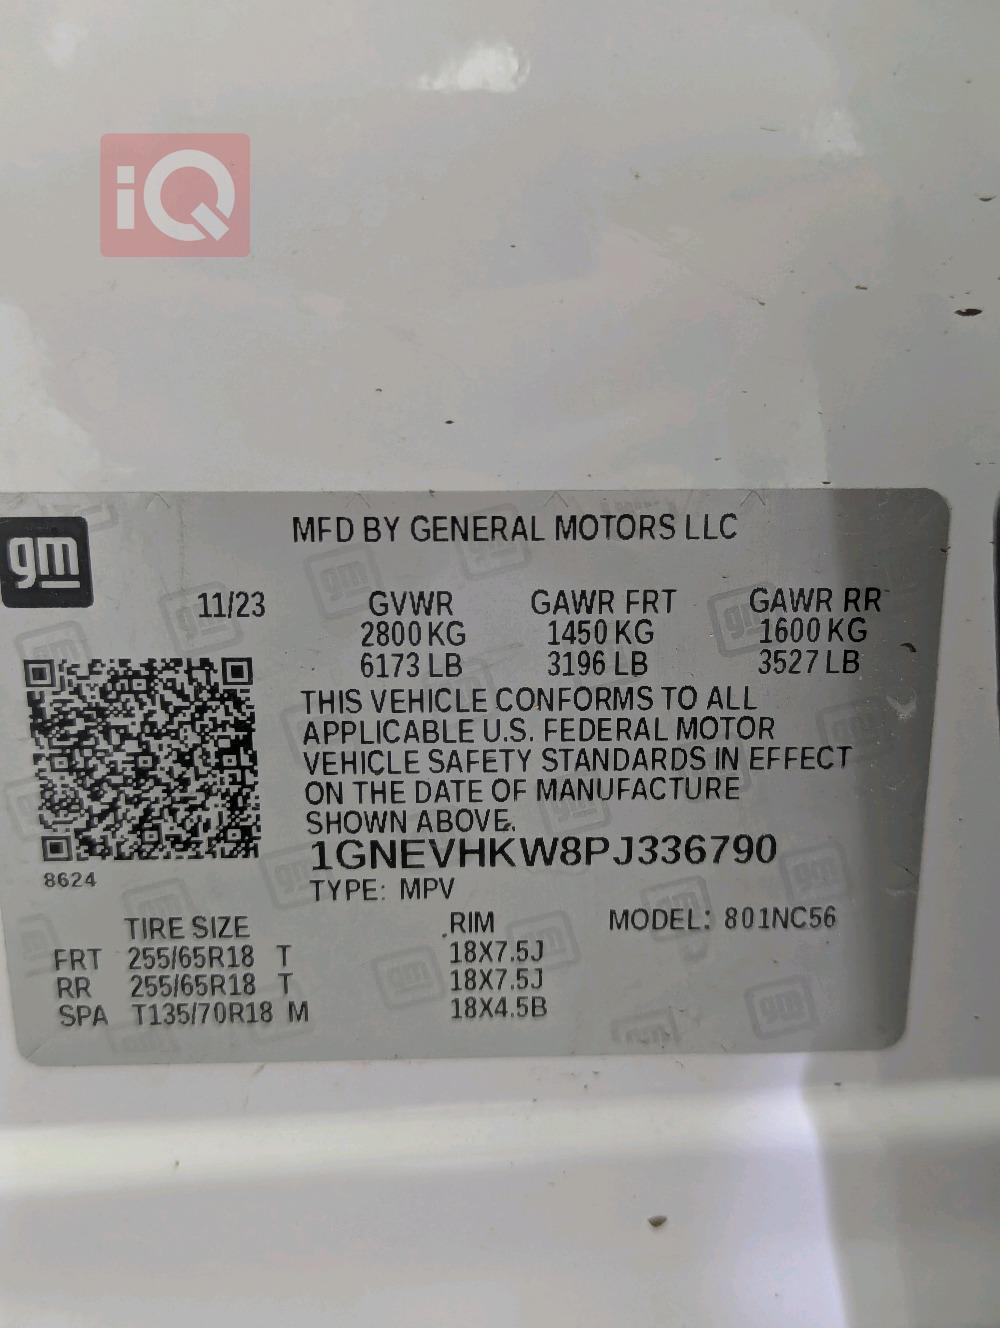 iQ
MFD BY GENERAL MOTORS LLC
gm
11/23 GVWR GAWR FRT GAWR RR
2800 KG 1450 KG 1600 KG
6173 LB 3196 LB 3527 LB
THIS VEHICLE CONFORMS TO ALL
APPLICABLE U.S. FEDERAL MOTOR
VEHICLE SAFETY STANDARDS IN EFFECT
ON THE DATE OF MANUFACTURE
SHOWN ABOVE.
1GNEVHKW8PJ336790
8624
TYPE: MPV
TIRE SIZE RIM MODEL: 801NC56
FRT 255/65R18 T 18X7.5J
RR 255/65R18 T 18X7.5J
SPA T135/70R18 M 18X4.5B